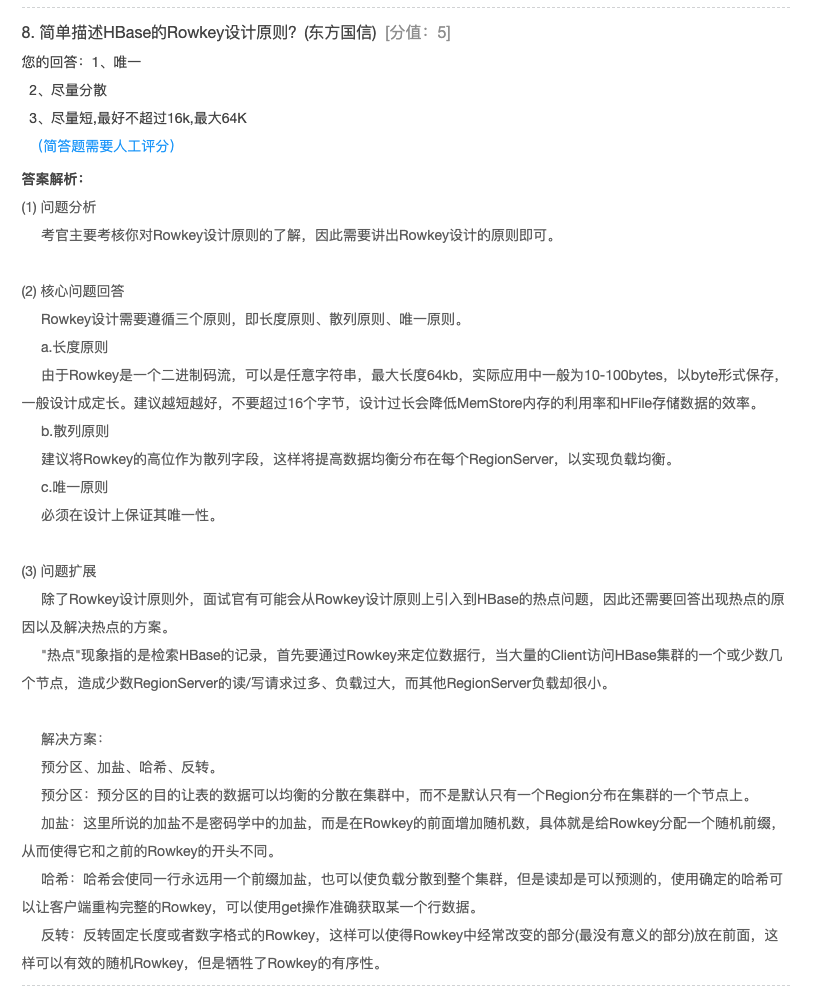 8. 简单描述HBase的Rowkey设计原则？(东方国信)  [分值：5]
您的回答：1、唯一
2、尽量分散
3、尽量短,最好不超过16k,最大64K
（简答题需要人工评分）
答案解析：
(1) 问题分析
考官主要考核你对Rowkey设计原则的了解，因此需要讲出Rowkey设计的原则即可。
(2) 核心问题回答
Rowkey设计需要遵循三个原则，即长度原则、散列原则、唯一原则。
a.长度原则
由于Rowkey是一个二进制码流，可以是任意字符串，最大长度64kb，实际应用中一般为10-100bytes，以byte形式保存，
一般设计成定长。建议越短越好，不要超过16个字节，设计过长会降低MemStore内存的利用率和HFile存储数据的效率。
b.散列原则
建议将Rowkey的高位作为散列字段，这样将提高数据均衡分布在每个RegionServer，以实现负载均衡。
c.唯一原则
必须在设计上保证其唯一性。
(3) 问题扩展
除了Rowkey设计原则外，面试官有可能会从Rowkey设计原则上引入到HBase的热点问题，因此还需要回答出现热点的原
因以及解决热点的方案。
"热点"现象指的是检索HBase的记录，首先要通过Rowkey来定位数据行，当大量的Client访问HBase集群的一个或少数几
个节点，造成少数RegionServer的读/写请求过多、负载过大，而其他RegionServer负载却很小。
解决方案：
预分区、加盐、哈希、反转。
预分区：预分区的目的让表的数据可以均衡的分散在集群中，而不是默认只有一个Region分布在集群的一个节点上。
加盐：这里所说的加盐不是密码学中的加盐，而是在Rowkey的前面增加随机数，具体就是给Rowkey分配一个随机前缀，
从而使得它和之前的Rowkey的开头不同。
哈希：哈希会使同一行永远用一个前缀加盐，也可以使负载分散到整个集群，但是读却是可以预测的，使用确定的哈希可
以让客户端重构完整的Rowkey，可以使用get操作准确获取某一个行数据。
反转：反转固定长度或者数字格式的Rowkey，这样可以使得Rowkey中经常改变的部分(最没有意义的部分)放在前面，这
样可以有效的随机Rowkey，但是牺牲了Rowkey的有序性。